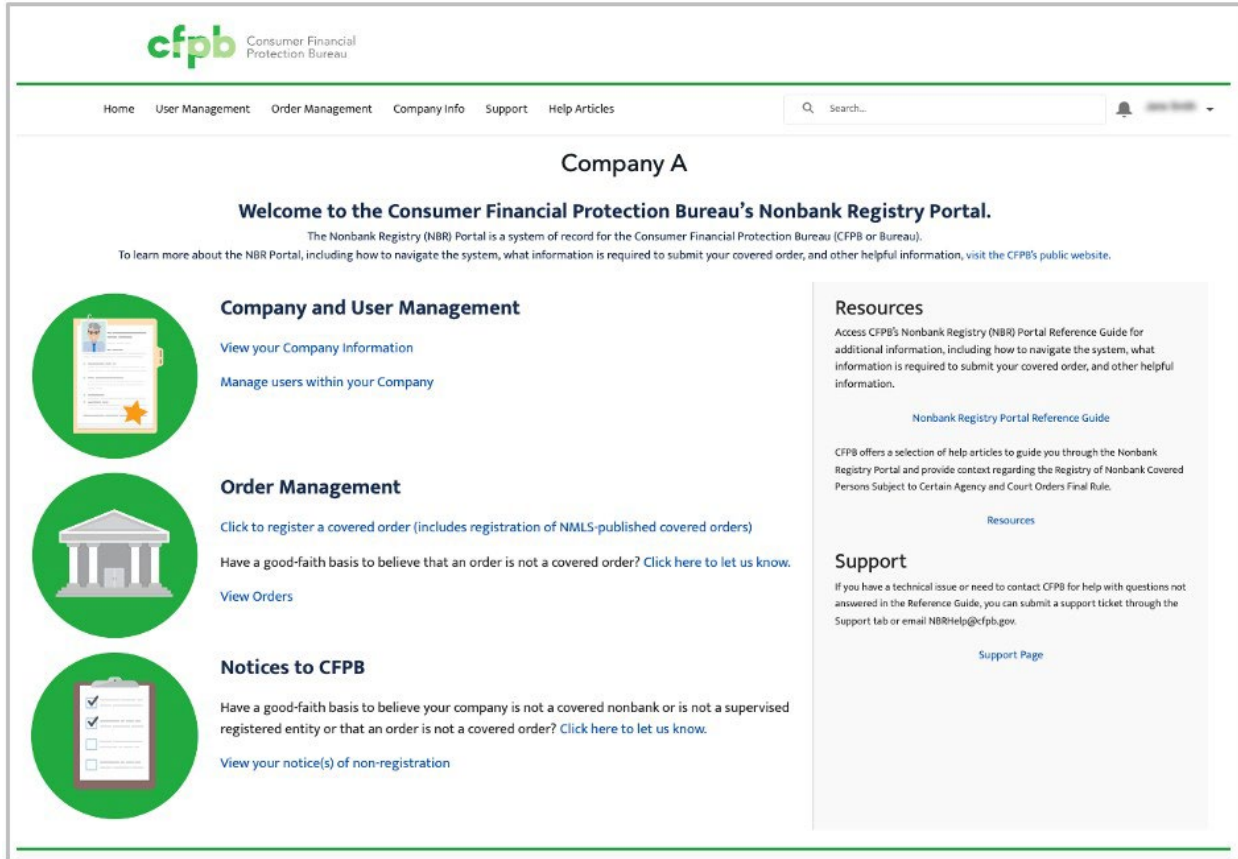 cfpb Consumer Financial
Protection Bureau
Home User Management Order Management Company Info Support Help Articles Search...
Company A
Welcome to the Consumer Financial Protection Bureau's Nonbank Registry Portal.
The Nonbank Registry (NBR) Portal is a system of record for the Consumer Financial Protection Bureau (CFPB or Bureau).
To learn more about the NBR Portal, including how to navigate the system, what information is required to submit your covered order, and other helpful information, visit the CFPB's public website.
Company and User Management
View your Company Information
Manage users within your Company
Order Management
Click to register a covered order (includes registration of NMLS-published covered orders)
Have a good-faith basis to believe that an order is not a covered order? Click here to let us know.
View Orders
Notices to CFPB
Have a good-faith basis to believe your company is not a covered nonbank or is not a supervised
registered entity or that an order is not a covered order? Click here to let us know.
View your notice(s) of non-registration
Resources
Access CFPB's Nonbank Registry (NBR) Portal Reference Guide for
additional information, including how to navigate the system, what
information is required to submit your covered order, and other helpful
information.
Nonbank Registry Portal Reference Guide
CFPB offers a selection of help articles to guide you through the Nonbank
Registry Portal and provide context regarding the Registry of Nonbank Covered
Persons Subject to Certain Agency and Court Orders Final Rule.
Resources
Support
If you have a technical issue or need to contact CFPB for help with questions not
answered in the Reference Guide, you can submit a support ticket through the
Support tab or email NBRHelp@cfpb.gov.
Support Page